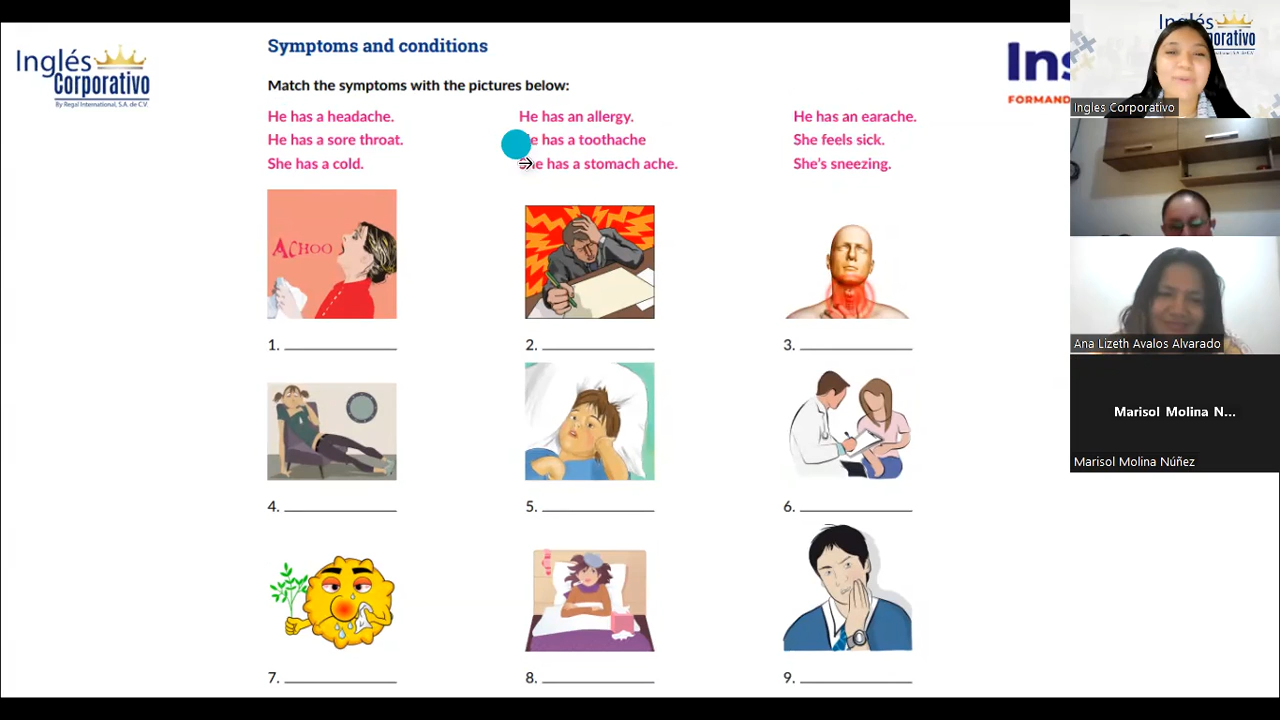 Inglés
Corporativo
By Regal International, S.A. de C.V.
Symptoms and conditions
Match the symptoms with the pictures below:
He has a headache.
He has an allergy.
He has an earache.
He has a sore throat.
e has a toothache
She feels sick.
She has a cold.
he has a stomach ache.
She's sneezing.
ACHOO
1.
2.
3.
4.
5.
6.
7.
8.
9.
Ins
FORMAND
Inglés
Corporativo
Ingles Corporativo
Ana Lizeth Avalos Alvarado
Marisol Molina N...
Marisol Molina Núñez